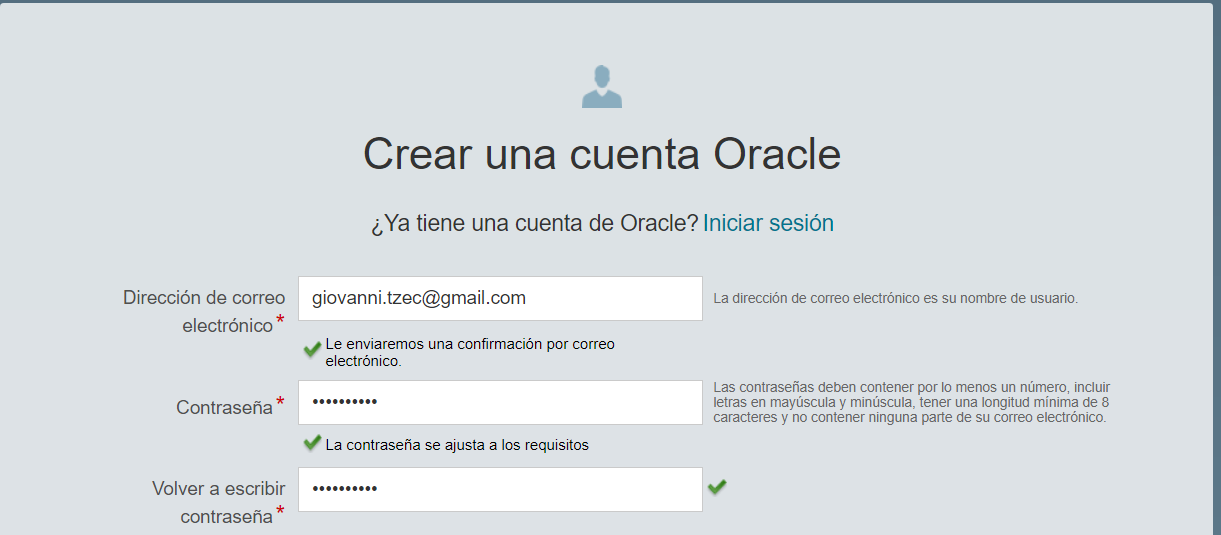 Crear una cuenta Oracle
¿Ya tiene una cuenta de Oracle? Iniciar sesión
Dirección de correo
electrónico *
giovanni.tzec@gmail.com
La dirección de correo electrónico es su nombre de usuario.
Le enviaremos una confirmación por correo
electrónico.
Contraseña *
••••••••••
Las contraseñas deben contener por lo menos un número, incluir
letras en mayúscula y minúscula, tener una longitud mínima de 8
caracteres y no contener ninguna parte de su correo electrónico.
La contraseña se ajusta a los requisitos
Volver a escribir
contraseña *
••••••••••